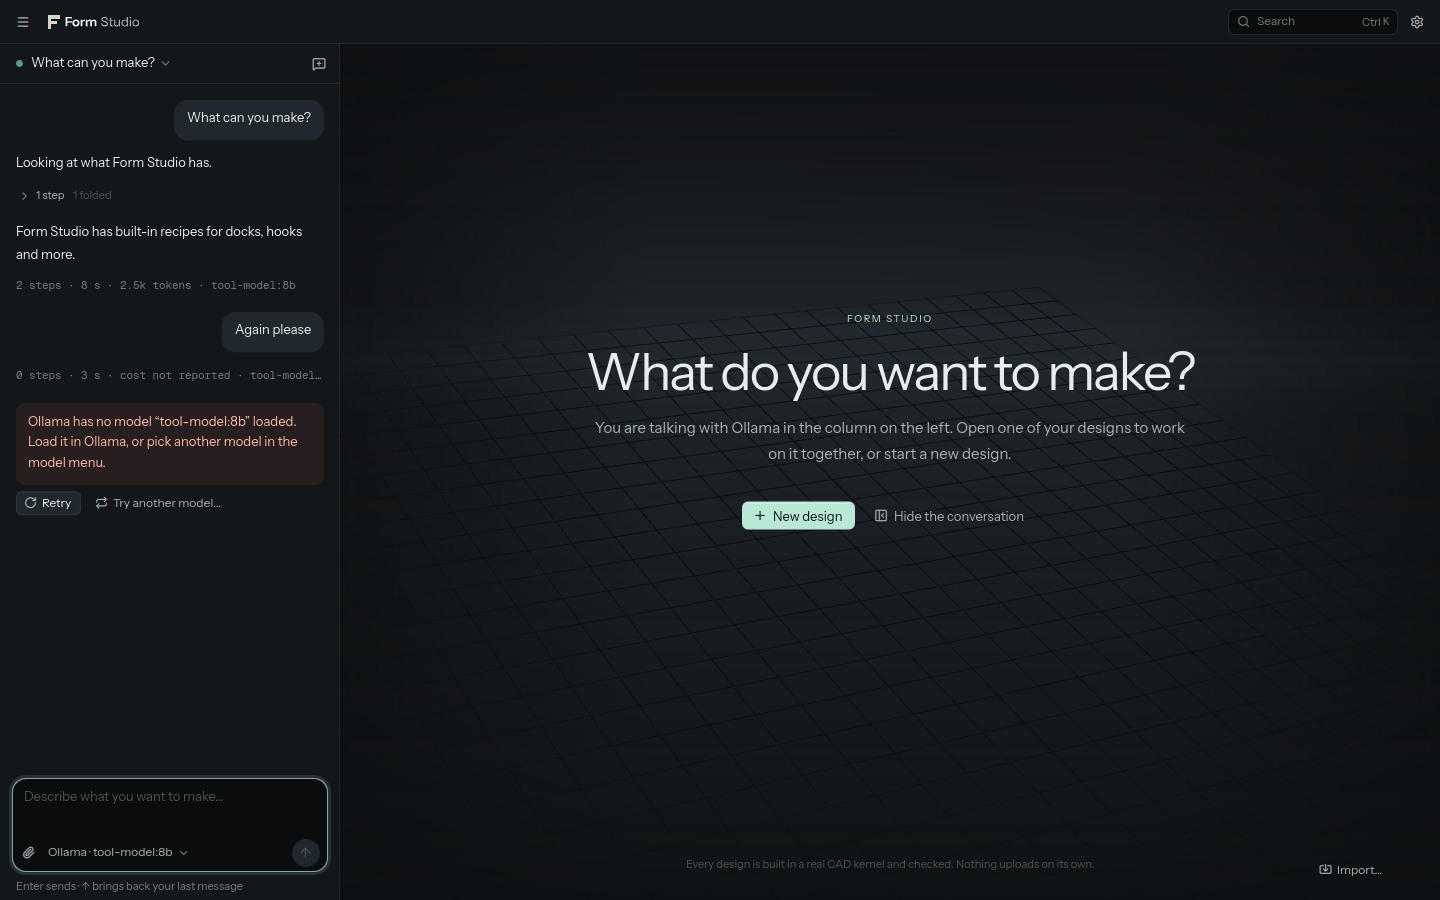 Form Studio
Search
Ctrl K
What can you make?
What can you make?
Looking at what Form Studio has.
1 step 1 folded
Form Studio has built-in recipes for docks, hooks
and more.
2 steps · 8 s · 2.5k tokens · tool-model:8b
Again please
0 steps · 3 s · cost not reported · tool-model…
Ollama has no model “tool-model:8b” loaded.
Load it in Ollama, or pick another model in the
model menu.
Retry
Try another model…
Describe what you want to make…
Ollama · tool-model:8b
Enter sends · ↑ brings back your last message
FORM STUDIO
What do you want to make?
You are talking with Ollama in the column on the left. Open one of your designs to work
on it together, or start a new design.
New design
Hide the conversation
Every design is built in a real CAD kernel and checked. Nothing uploads on its own.
Import…